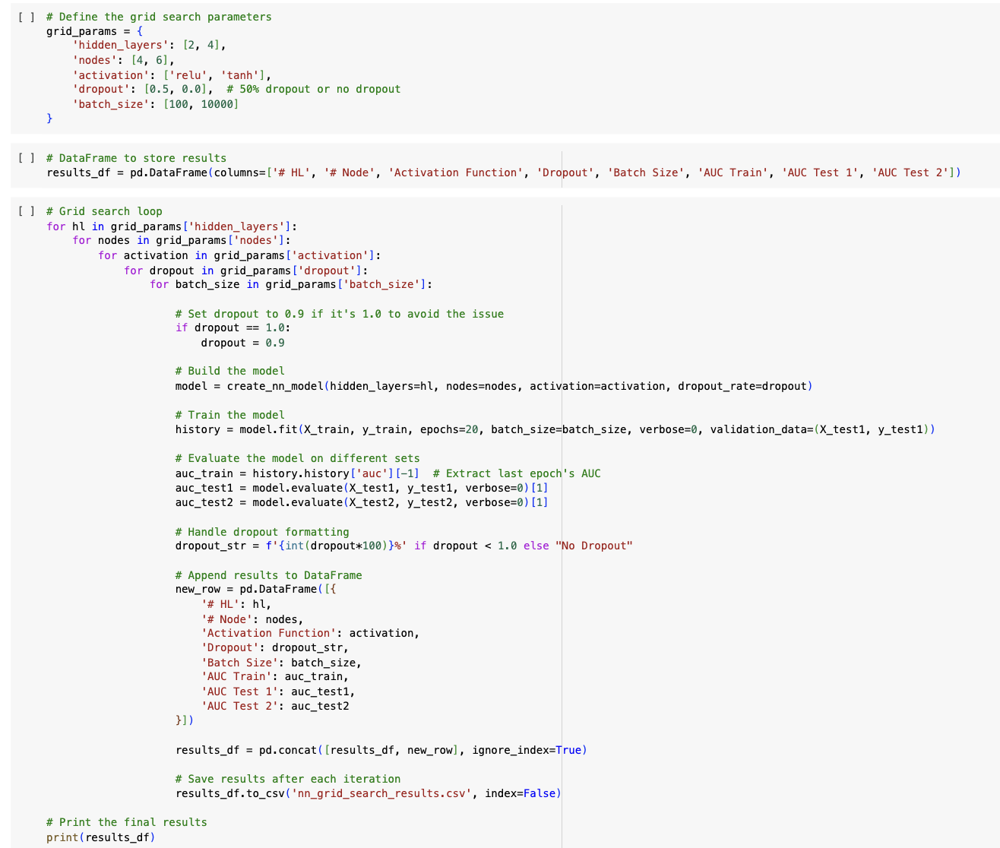 [ ] # Define the grid search parameters
grid_params = {
    'hidden_layers': [2, 4],
    'nodes': [4, 6],
    'activation': ['relu', 'tanh'],
    'dropout': [0.5, 0.0],  # 50% dropout or no dropout
    'batch_size': [100, 10000]
}
[ ] # DataFrame to store results
results_df = pd.DataFrame(columns=['# HL', '# Node', 'Activation Function', 'Dropout', 'Batch Size', 'AUC Train', 'AUC Test 1', 'AUC Test 2'])
[ ] # Grid search loop
for hl in grid_params['hidden_layers']:
    for nodes in grid_params['nodes']:
        for activation in grid_params['activation']:
            for dropout in grid_params['dropout']:
                for batch_size in grid_params['batch_size']:
                    # Set dropout to 0.9 if it's 1.0 to avoid the issue
                    if dropout == 1.0:
                        dropout = 0.9
                    # Build the model
                    model = create_nn_model(hidden_layers=hl, nodes=nodes, activation=activation, dropout_rate=dropout)
                    # Train the model
                    history = model.fit(X_train, y_train, epochs=20, batch_size=batch_size, verbose=0, validation_data=(X_test1, y_test1))
                    # Evaluate the model on different sets
                    auc_train = history.history['auc'][-1]  # Extract last epoch's AUC
                    auc_test1 = model.evaluate(X_test1, y_test1, verbose=0)[1]
                    auc_test2 = model.evaluate(X_test2, y_test2, verbose=0)[1]
                    # Handle dropout formatting
                    dropout_str = f'{int(dropout*100)}%' if dropout < 1.0 else "No Dropout"
                    # Append results to DataFrame
                    new_row = pd.DataFrame([{
                        '# HL': hl,
                        '# Node': nodes,
                        'Activation Function': activation,
                        'Dropout': dropout_str,
                        'Batch Size': batch_size,
                        'AUC Train': auc_train,
                        'AUC Test 1': auc_test1,
                        'AUC Test 2': auc_test2
                    }])
                    results_df = pd.concat([results_df, new_row], ignore_index=True)
                    # Save results after each iteration
                    results_df.to_csv('nn_grid_search_results.csv', index=False)
# Print the final results
print(results_df)